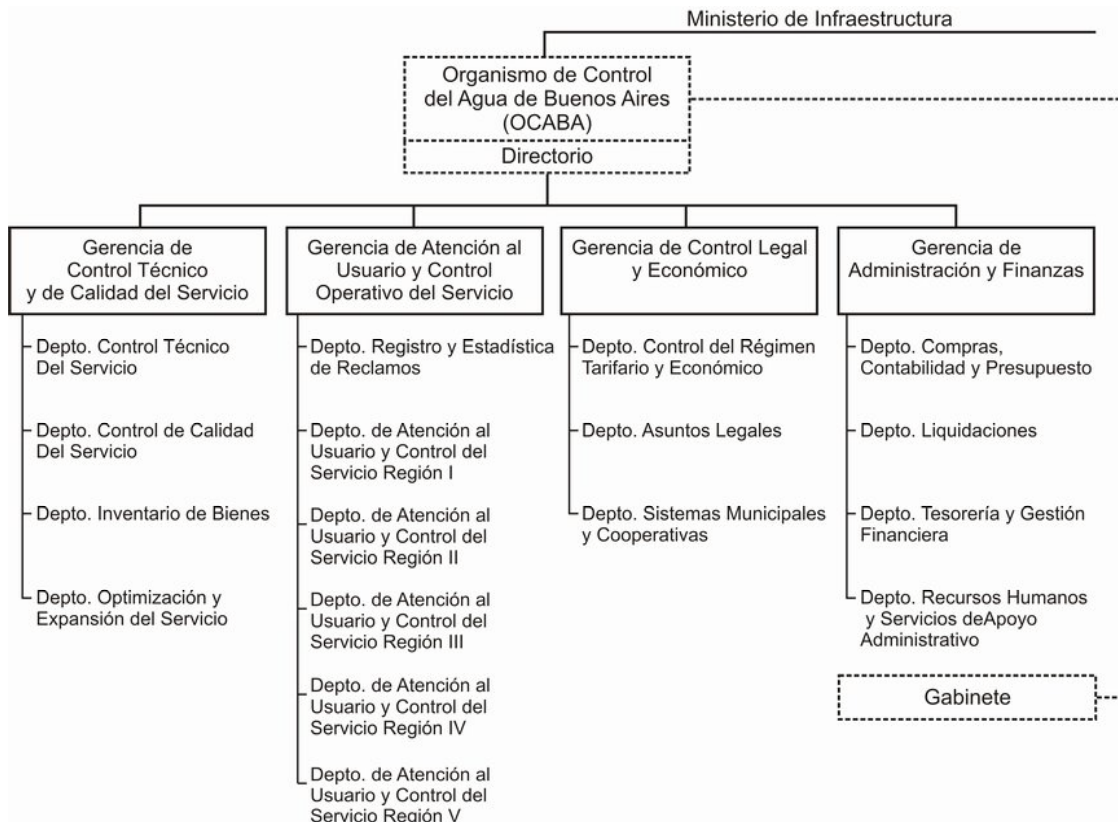 Ministerio de Infraestructura
Organismo de Control
del Agua de Buenos Aires
(OCABA)
Directorio
Gerencia de
Control Técnico
y de Calidad del Servicio
Gerencia de Atención al
Usuario y Control
Operativo del Servicio
Gerencia de Control Legal
y Económico
Gerencia de
Administración y Finanzas
Depto. Control Técnico
Del Servicio
Depto. Control de Calidad
Del Servicio
Depto. Inventario de Bienes
Depto. Optimización y
Expansión del Servicio
Depto. Registro y Estadística
de Reclamos
Depto. de Atención al
Usuario y Control del
Servicio Región I
Depto. de Atención al
Usuario y Control del
Servicio Región II
Depto. de Atención al
Usuario y Control del
Servicio Región III
Depto. de Atención al
Usuario y Control del
Servicio Región IV
Depto. de Atención al
Usuario y Control del
Servicio Región V
Depto. Control del Régimen
Tarifario y Económico
Depto. Asuntos Legales
Depto. Sistemas Municipales
y Cooperativas
Depto. Compras,
Contabilidad y Presupuesto
Depto. Liquidaciones
Depto. Tesorería y Gestión
Financiera
Depto. Recursos Humanos
y Servicios deApoyo
Administrativo
Gabinete